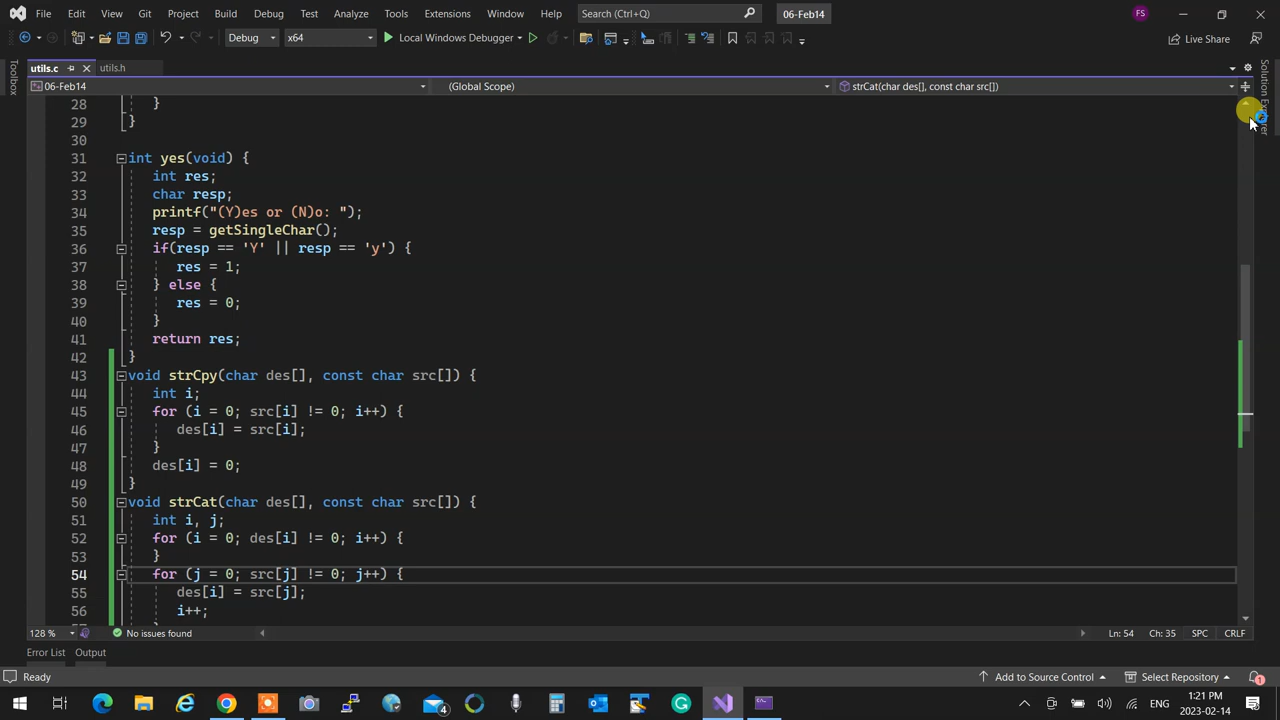 File Edit View Git Project Build Debug Test Analyze Tools Extensions Window Help Search (Ctrl+Q) 06-Feb14 FS
Debug x64 Local Windows Debugger Live Share
utils.c utils.h
06-Feb14 (Global Scope) strCat(char des[], const char src[])
Toolbox
Solution Explorer
28 }
29 }
30
31 int yes(void) {
32 int res;
33 char resp;
34 printf("(Y)es or (N)o: ");
35 resp = getSingleChar();
36 if(resp == 'Y' || resp == 'y') {
37 res = 1;
38 } else {
39 res = 0;
40 }
41 return res;
42 }
43 void strCpy(char des[], const char src[]) {
44 int i;
45 for (i = 0; src[i] != 0; i++) {
46 des[i] = src[i];
47 }
48 des[i] = 0;
49 }
50 void strCat(char des[], const char src[]) {
51 int i, j;
52 for (i = 0; des[i] != 0; i++) {
53 }
54 for (j = 0; src[j] != 0; j++) {
55 des[i] = src[j];
56 i++;
128 % No issues found Ln: 54 Ch: 35 SPC CRLF
Error List Output
Ready Add to Source Control Select Repository 1
4 ENG 1:21 PM
2023-02-14